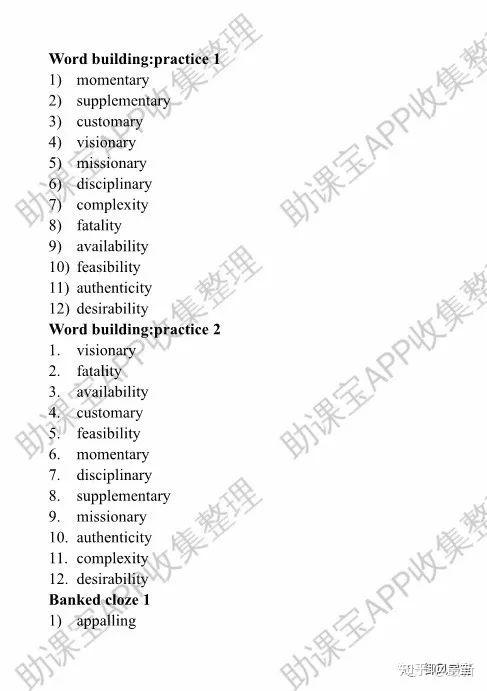 Word building:practice 1
1) momentary
2) supplementary
3) customary
4) visionary
5) missionary
6) disciplinary
7) complexity
8) fatality
9) availability
10) feasibility
11) authenticity
12) desirability
Word building:practice 2
1. visionary
2. fatality
3. availability
4. customary
5. feasibility
6. momentary
7. disciplinary
8. supplementary
9. missionary
10. authenticity
11. complexity
12. desirability
Banked cloze 1
1) appalling
助课宝APP收集整理
助课宝APP收集整理
助课宝APP收集整理
助课宝APP收集整理
助课宝APP收集整理
助课宝APP收集整理
知乎